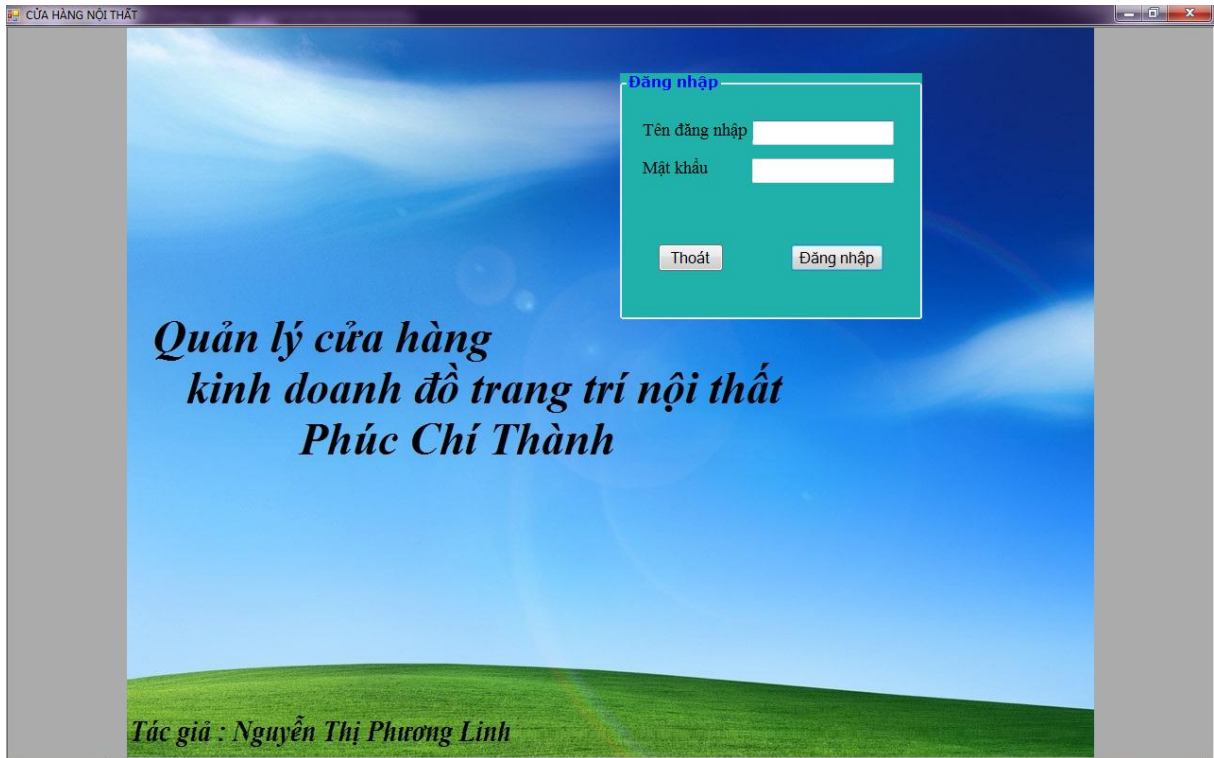 CỬA HÀNG NỘI THẤT
Đăng nhập
Tên đăng nhập
Mật khẩu
Thoát
Đăng nhập
Quản lý cửa hàng
kinh doanh đồ trang trí nội thất
Phúc Chí Thành
Tác giả : Nguyễn Thị Phương Linh